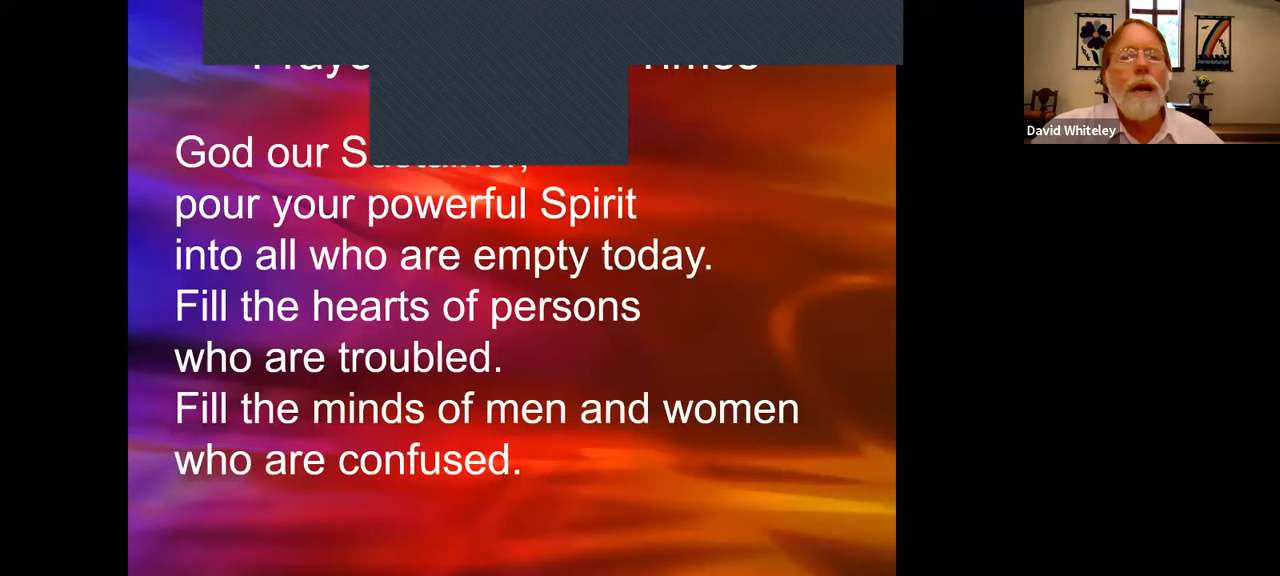 God our Sustainer,
pour your powerful Spirit
into all who are empty today.
Fill the hearts of persons
who are troubled.
Fill the minds of men and women
who are confused.
David Whiteley